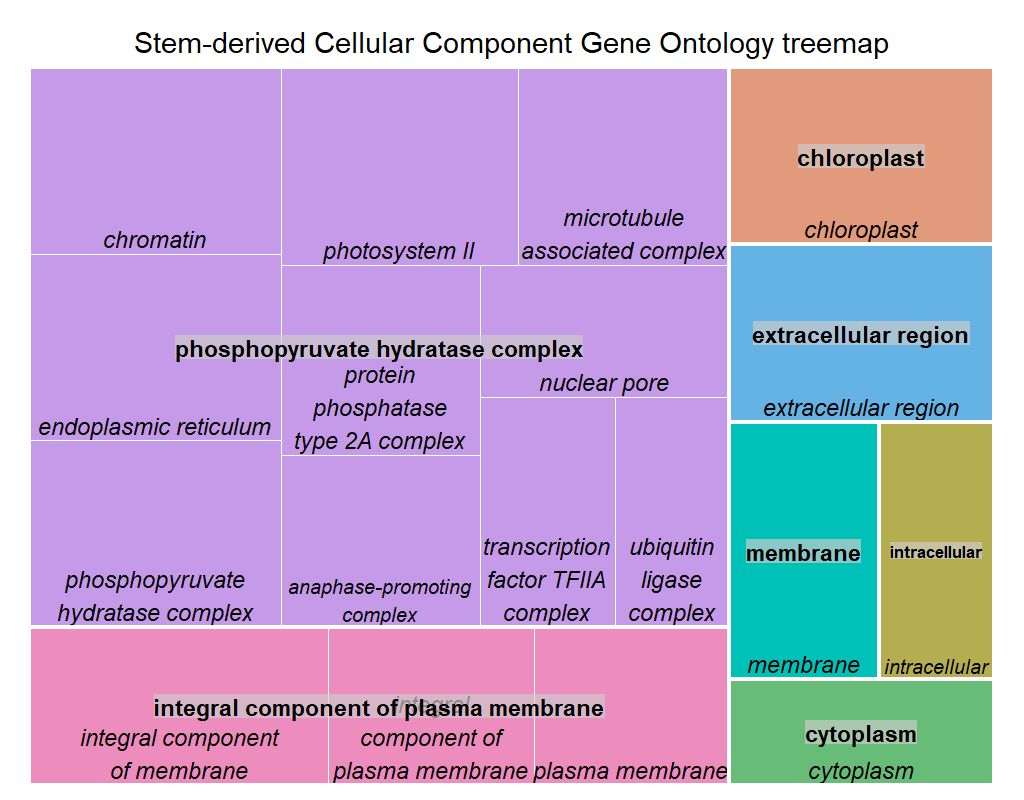 Stem-derived Cellular Component Gene Ontology treemap
chromatin
photosystem II
microtubule
associated complex
endoplasmic reticulum
phosphopyruvate hydratase complex
protein
phosphatase
type 2A complex
nuclear pore
phosphopyruvate
hydratase complex
anaphase-promoting
complex
transcription
factor TFIIA
complex
ubiquitin
ligase
complex
integral component of plasma membrane
integral component
of membrane
integral
component of
plasma membrane
plasma membrane
chloroplast
chloroplast
extracellular region
extracellular region
membrane
membrane
intracellular
intracellular
cytoplasm
cytoplasm